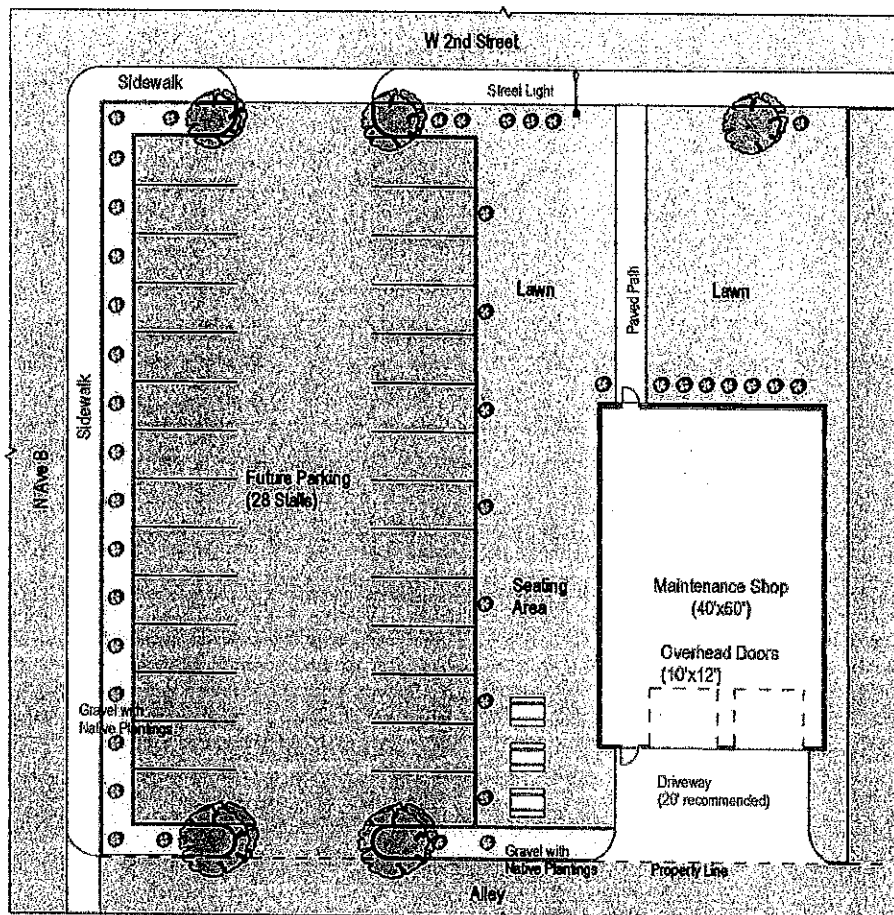 W 2nd Street
Sidewalk
Street Light
Paved Path
Lawn
Lawn
Sidewalk
N Ave B
Future Parking
(28 Stalls)
Seating
Area
Maintenance Shop
(40'x60')
Overhead Doors
(10'x12')
Gravel with
Native Plantings
Driveway
(20' recommended)
Gravel with
Native Plantings
Property Line
Alley